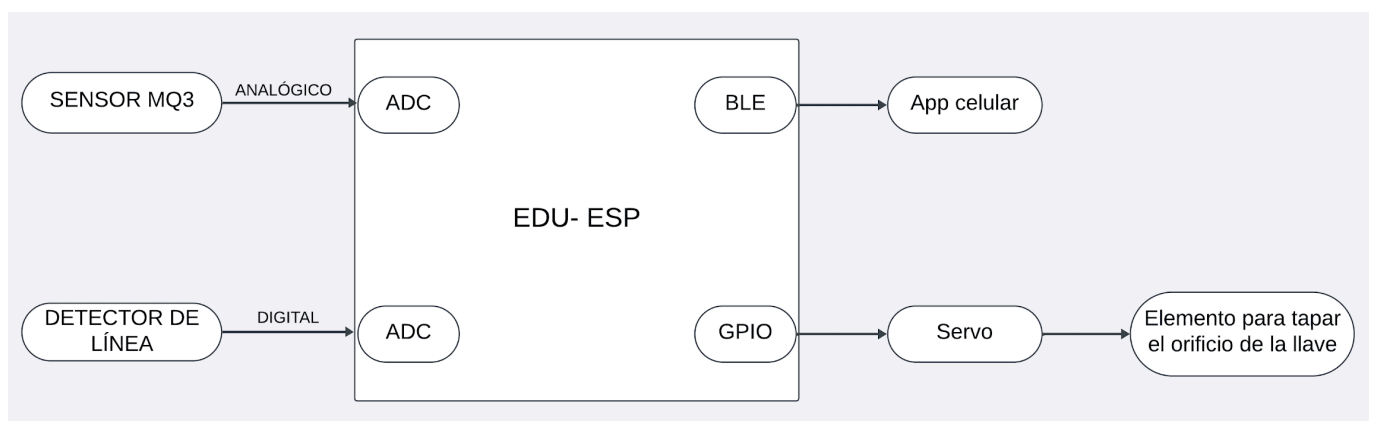 SENSOR MQ3
ANALÓGICO
ADC
BLE
App celular
EDU- ESP
DETECTOR DE
LÍNEA
DIGITAL
ADC
GPIO
Servo
Elemento para tapar
el orificio de la llave